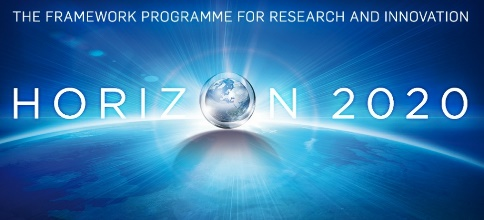 THE FRAMEWORK PROGRAMME FOR RESEARCH AND INNOVATION
HORIZON 2020